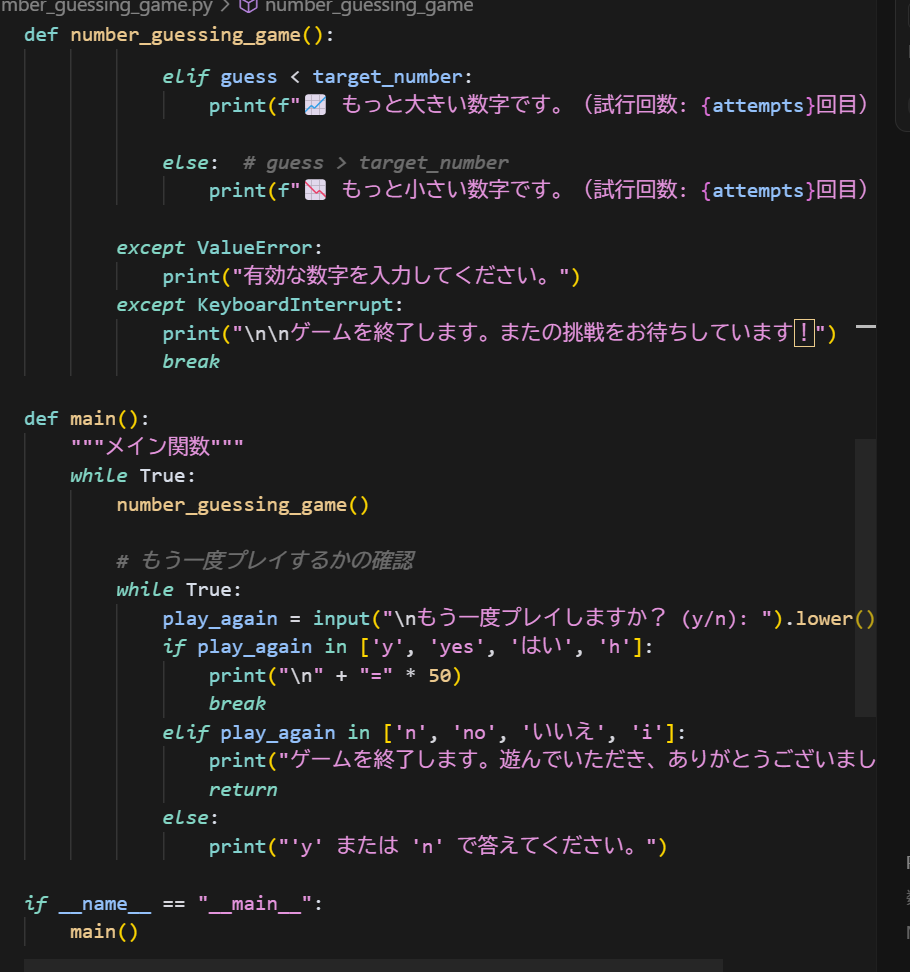 mber_guessing_game.py > number_guessing_game
def number_guessing_game():
elif guess < target_number:
print(f"📈 もっと大きい数字です。（試行回数: {attempts}回目）
else:  # guess > target_number
print(f"📉 もっと小さい数字です。（試行回数: {attempts}回目）
except ValueError:
print("有効な数字を入力してください。")
except KeyboardInterrupt:
print("\n\nゲームを終了します。またの挑戦をお待ちしています！")
break
def main():
"""メイン関数"""
while True:
number_guessing_game()
# もう一度プレイするかの確認
while True:
play_again = input("\nもう一度プレイしますか？ (y/n): ").lower()
if play_again in ['y', 'yes', 'はい', 'h']:
print("\n" + "=" * 50)
break
elif play_again in ['n', 'no', 'いいえ', 'i']:
print("ゲームを終了します。遊んでいただき、ありがとうございまし
return
else:
print("'y' または 'n' で答えてください。")
if __name__ == "__main__":
main()